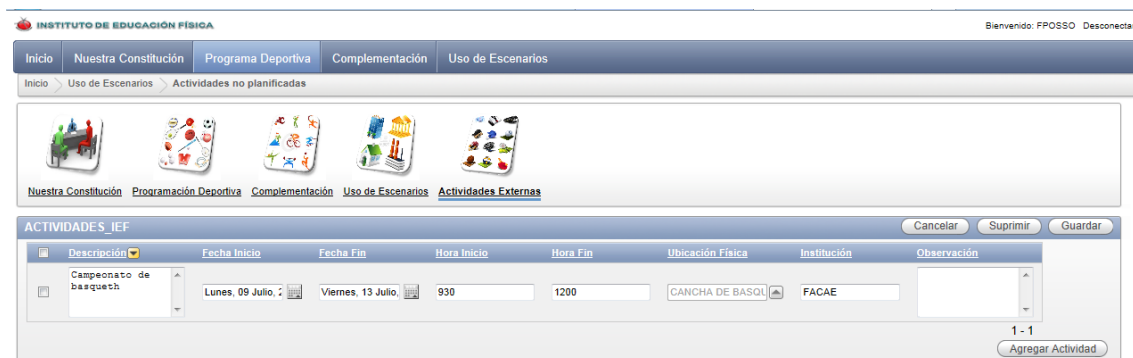 INSTITUTO DE EDUCACIÓN FÍSICA
Bienvenido: FPOSSO Desconecta
Inicio Nuestra Constitución Programa Deportiva Complementación Uso de Escenarios
Inicio Uso de Escenarios Actividades no planificadas
Nuestra Constitución Programación Deportiva Complementación Uso de Escenarios Actividades Externas
ACTIVIDADES_IEF Cancelar Suprimir Guardar
Descripción Fecha Inicio Fecha Fin Hora Inicio Hora Fin Ubicación Física Institución Observación
Campeonato de
basqueth
Lunes, 09 Julio, Viernes, 13 Julio, 930 1200 CANCHA DE BASQU FACAE
1 - 1
Agregar Actividad